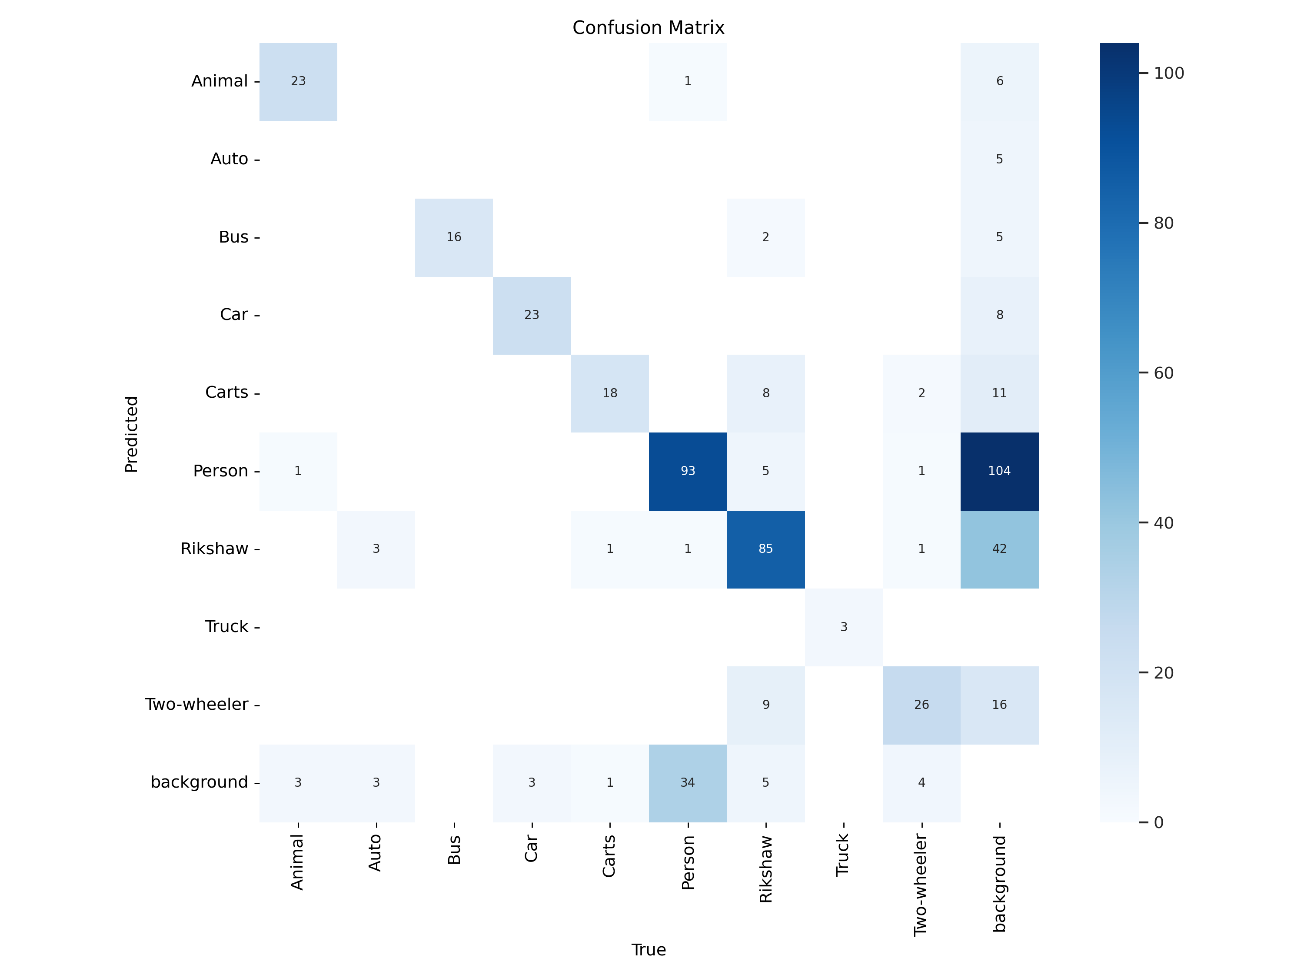 Confusion Matrix
Animal
23
1
6
100
Auto
5
Bus
16
2
5
80
Car
23
8
60
Carts
18
8
2
11
Predicted
Person
1
93
5
1
104
40
Rikshaw
3
1
1
85
1
42
Truck
3
20
Two-wheeler
9
26
16
background
3
3
3
1
34
5
4
0
Animal
Auto
Bus
Car
Carts
Person
Rikshaw
Truck
Two-wheeler
background
True